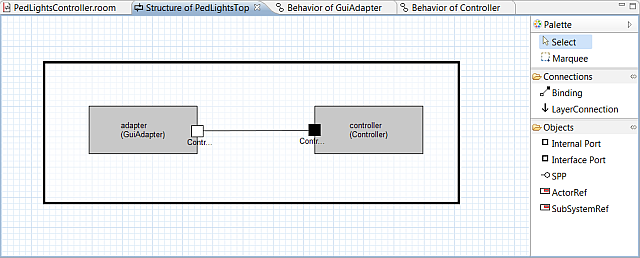 PedLightsController.room
Structure of PedLightsTop
Behavior of GuiAdapter
Behavior of Controller
adapter
(GuiAdapter)
Contr...
controller
(Controller)
Contr...
Palette
Select
Marquee
Connections
Binding
LayerConnection
Objects
Internal Port
Interface Port
SPP
ActorRef
SubSystemRef